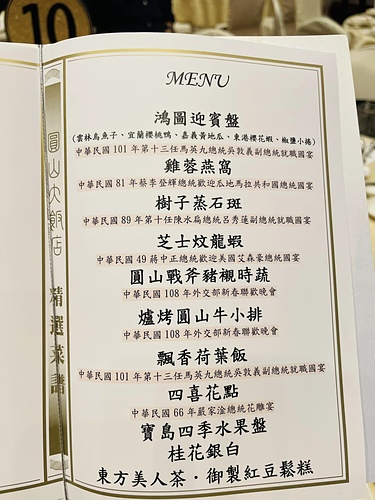 10
圓山大飯店
精選菜譜
MENU
鴻圖迎賓盤
(雲林烏魚子、宜蘭櫻桃鴨、嘉義黃地瓜、東港櫻花蝦、椒鹽小捲)
中華民國101年第十三任馬英九總統吳敦義副總統就職國宴
雞蓉燕窩
中華民國81年蔡李登輝總統歡迎瓜地馬拉共和國總統國宴
樹子蒸石斑
中華民國89年第十任陳水扁總統呂秀蓮副總統就職國宴
芝士炆龍蝦
中華民國49蔣中正總統歡迎美國艾森豪總統國宴
圓山戰斧豬襯時蔬
中華民國108年外交部新春聯歡晚會
爐烤圓山牛小排
中華民國108年外交部新春聯歡晚會
飄香荷葉飯
中華民國101年第十三任馬英九總統吳敦義副總統就職國宴
四喜花點
中華民國66年嚴家淦總統花雕宴
寶島四季水果盤
桂花銀白
東方美人茶・御製紅豆鬆糕